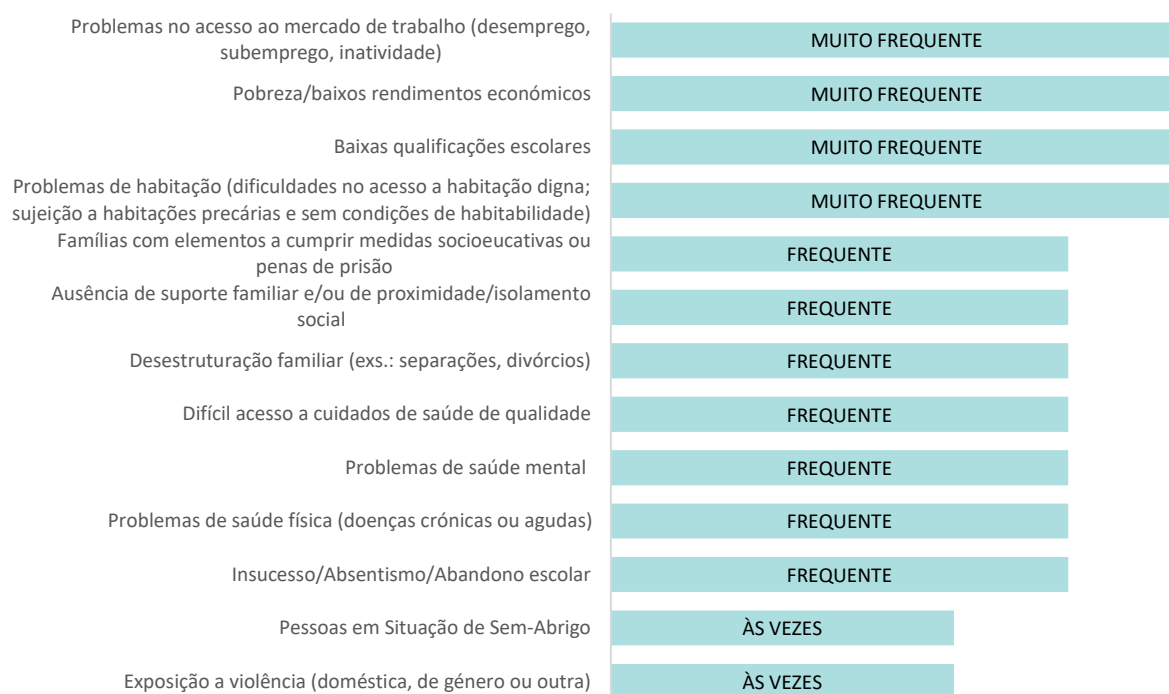 Problemas no acesso ao mercado de trabalho (desemprego,
subemprego, inatividade)
MUITO FREQUENTE
Pobreza/baixos rendimentos económicos
MUITO FREQUENTE
Baixas qualificações escolares
MUITO FREQUENTE
Problemas de habitação (dificuldades no acesso a habitação digna;
sujeição a habitações precárias e sem condições de habitabilidade)
MUITO FREQUENTE
Famílias com elementos a cumprir medidas socioeucativas ou
penas de prisão
FREQUENTE
Ausência de suporte familiar e/ou de proximidade/isolamento
social
FREQUENTE
Desestruturação familiar (exs.: separações, divórcios)
FREQUENTE
Difícil acesso a cuidados de saúde de qualidade
FREQUENTE
Problemas de saúde mental
FREQUENTE
Problemas de saúde física (doenças crónicas ou agudas)
FREQUENTE
Insucesso/Absentismo/Abandono escolar
FREQUENTE
Pessoas em Situação de Sem-Abrigo
ÀS VEZES
Exposição a violência (doméstica, de género ou outra)
ÀS VEZES